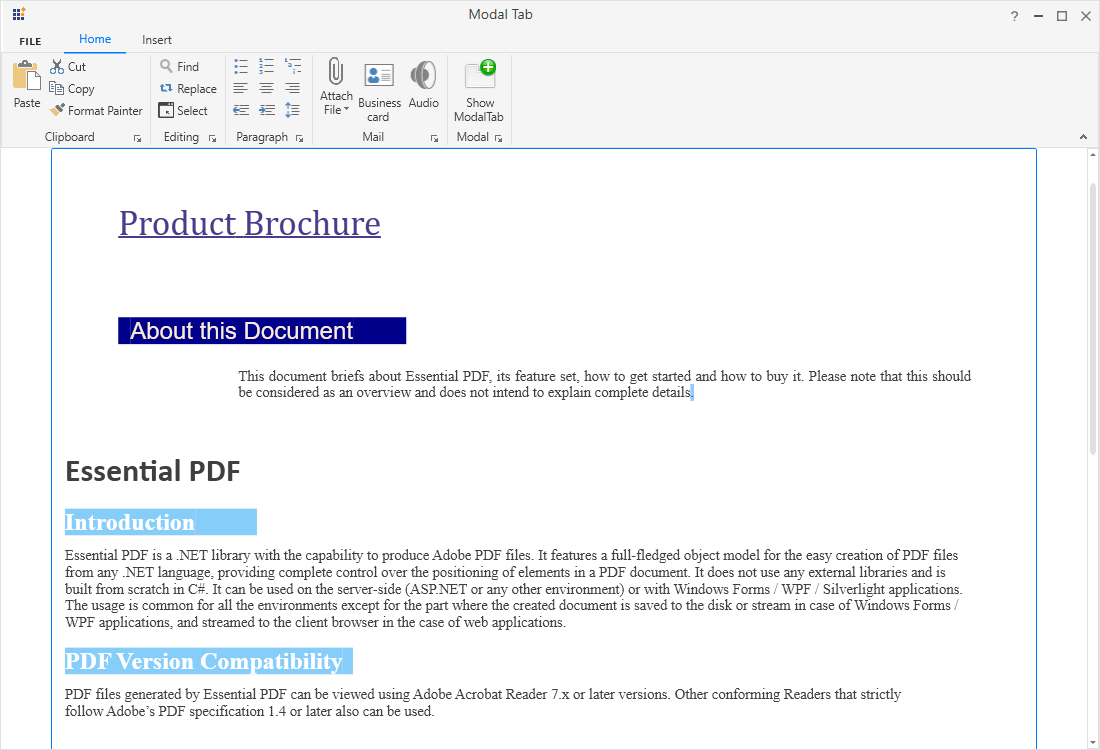 Modal Tab
?
FILE
Home
Insert
Paste
Cut
Copy
Format Painter
Clipboard
Find
Replace
Select
Editing
Paragraph
Attach
File
Business
card
Audio
Mail
Show
ModalTab
Modal
Product Brochure
About this Document
This document briefs about Essential PDF, its feature set, how to get started and how to buy it. Please note that this should
be considered as an overview and does not intend to explain complete details.
Essential PDF
Introduction
Essential PDF is a .NET library with the capability to produce Adobe PDF files. It features a full-fledged object model for the easy creation of PDF files
from any .NET language, providing complete control over the positioning of elements in a PDF document. It does not use any external libraries and is
built from scratch in C#. It can be used on the server-side (ASP.NET or any other environment) or with Windows Forms / WPF / Silverlight applications.
The usage is common for all the environments except for the part where the created document is saved to the disk or stream in case of Windows Forms /
WPF applications, and streamed to the client browser in the case of web applications.
PDF Version Compatibility
PDF files generated by Essential PDF can be viewed using Adobe Acrobat Reader 7.x or later versions. Other conforming Readers that strictly
follow Adobe’s PDF specification 1.4 or later also can be used.